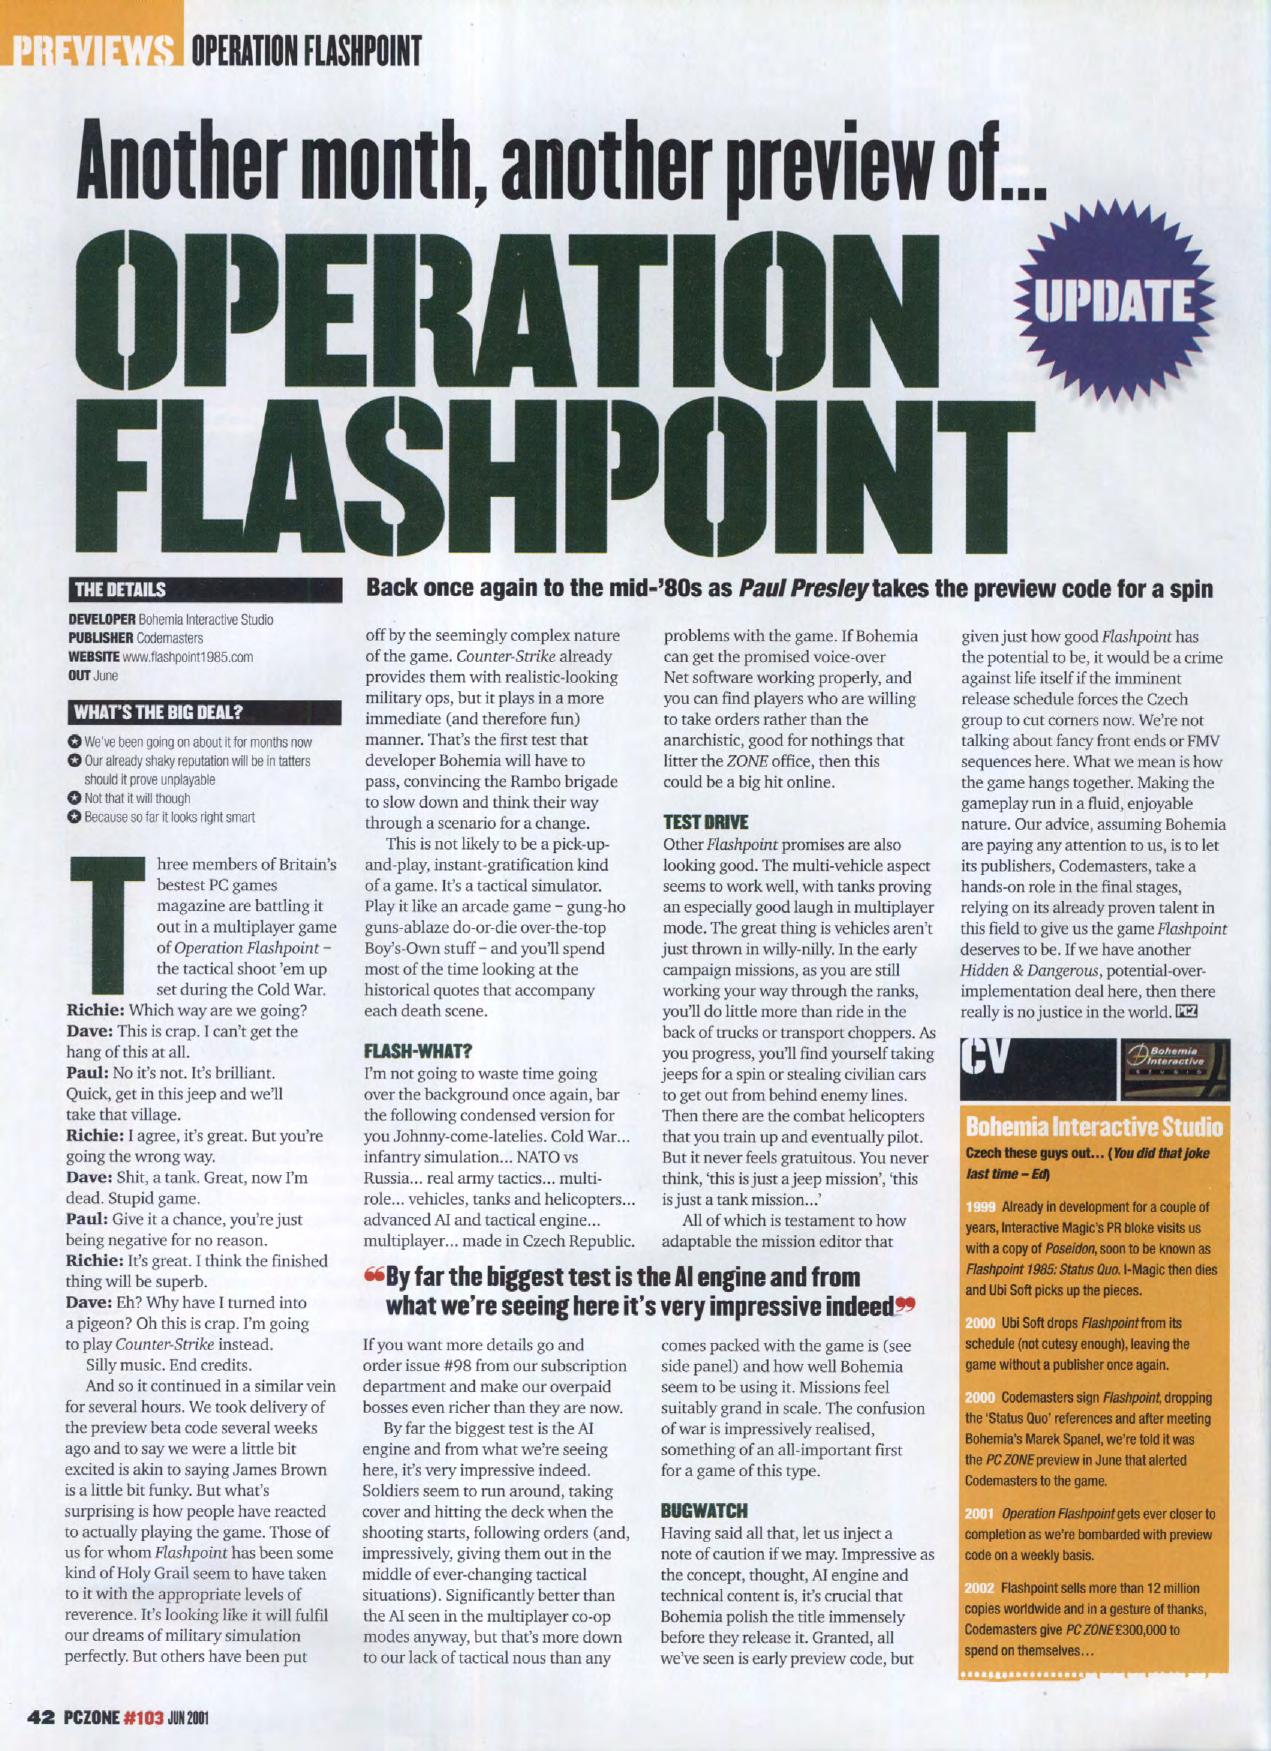 PREVIEWS OPERATION FLASHPOINT
Another month, another preview of...
OPERATION
FLASHPOINT
UPDATE
Back once again to the mid-'80s as Paul Presley takes the preview code for a spin
THE DETAILS
DEVELOPER Bohemia Interactive Studio
PUBLISHER Codemasters
WEBSITE www.flashpoint1985.com
OUT June
WHAT'S THE BIG DEAL?
We've been going on about it for months now
Our already shaky reputation will be in tatters
should it prove unplayable
Not that it will though
Because so far it looks right smart
Three members of Britain's
bestest PC games
magazine are battling it
out in a multiplayer game
of Operation Flashpoint –
the tactical shoot 'em up
set during the Cold War.
Richie: Which way are we going?
Dave: This is crap. I can't get the
hang of this at all.
Paul: No it's not. It's brilliant.
Quick, get in this jeep and we'll
take that village.
Richie: I agree, it's great. But you're
going the wrong way.
Dave: Shit, a tank. Great, now I'm
dead. Stupid game.
Paul: Give it a chance, you're just
being negative for no reason.
Richie: It's great. I think the finished
thing will be superb.
Dave: Eh? Why have I turned into
a pigeon? Oh this is crap. I'm going
to play Counter-Strike instead.
Silly music. End credits.
And so it continued in a similar vein
for several hours. We took delivery of
the preview beta code several weeks
ago and to say we were a little bit
excited is akin to saying James Brown
is a little bit funky. But what's
surprising is how people have reacted
to actually playing the game. Those of
us for whom Flashpoint has been some
kind of Holy Grail seem to have taken
to it with the appropriate levels of
reverence. It's looking like it will fulfil
our dreams of military simulation
perfectly. But others have been put
off by the seemingly complex nature
of the game. Counter-Strike already
provides them with realistic-looking
military ops, but it plays in a more
immediate (and therefore fun)
manner. That's the first test that
developer Bohemia will have to
pass, convincing the Rambo brigade
to slow down and think their way
through a scenario for a change.
This is not likely to be a pick-up-
and-play, instant-gratification kind
of a game. It's a tactical simulator.
Play it like an arcade game – gung-ho
guns-ablaze do-or-die over-the-top
Boy's-Own stuff – and you'll spend
most of the time looking at the
historical quotes that accompany
each death scene.
FLASH-WHAT?
I'm not going to waste time going
over the background once again, bar
the following condensed version for
you Johnny-come-latelies. Cold War...
infantry simulation... NATO vs
Russia... real army tactics... multi-
role... vehicles, tanks and helicopters...
advanced AI and tactical engine...
multiplayer... made in Czech Republic.
“By far the biggest test is the AI engine and from
what we're seeing here it's very impressive indeed”
If you want more details go and
order issue #98 from our subscription
department and make our overpaid
bosses even richer than they are now.
By far the biggest test is the AI
engine and from what we're seeing
here, it's very impressive indeed.
Soldiers seem to run around, taking
cover and hitting the deck when the
shooting starts, following orders (and,
impressively, giving them out in the
middle of ever-changing tactical
situations). Significantly better than
the AI seen in the multiplayer co-op
modes anyway, but that's more down
to our lack of tactical nous than any
problems with the game. If Bohemia
can get the promised voice-over
Net software working properly, and
you can find players who are willing
to take orders rather than the
anarchistic, good for nothings that
litter the ZONE office, then this
could be a big hit online.
TEST DRIVE
Other Flashpoint promises are also
looking good. The multi-vehicle aspect
seems to work well, with tanks proving
an especially good laugh in multiplayer
mode. The great thing is vehicles aren't
just thrown in willy-nilly. In the early
campaign missions, as you are still
working your way through the ranks,
you'll do little more than ride in the
back of trucks or transport choppers. As
you progress, you'll find yourself taking
jeeps for a spin or stealing civilian cars
to get out from behind enemy lines.
Then there are the combat helicopters
that you train up and eventually pilot.
But it never feels gratuitous. You never
think, 'this is just a jeep mission', 'this
is just a tank mission...'
All of which is testament to how
adaptable the mission editor that
comes packed with the game is (see
side panel) and how well Bohemia
seem to be using it. Missions feel
suitably grand in scale. The confusion
of war is impressively realised,
something of an all-important first
for a game of this type.
BUGWATCH
Having said all that, let us inject a
note of caution if we may. Impressive as
the concept, thought, AI engine and
technical content is, it's crucial that
Bohemia polish the title immensely
before they release it. Granted, all
we've seen is early preview code, but
given just how good Flashpoint has
the potential to be, it would be a crime
against life itself if the imminent
release schedule forces the Czech
group to cut corners now. We're not
talking about fancy front ends or FMV
sequences here. What we mean is how
the game hangs together. Making the
gameplay run in a fluid, enjoyable
nature. Our advice, assuming Bohemia
are paying any attention to us, is to let
its publishers, Codemasters, take a
hands-on role in the final stages,
relying on its already proven talent in
this field to give us the game Flashpoint
deserves to be. If we have another
Hidden & Dangerous, potential-over-
implementation deal here, then there
really is no justice in the world. PCZ
CV
Bohemia
Interactive
STUDIO
Bohemia Interactive Studio
Czech these guys out... (You did that joke
last time – Ed)
1999 Already in development for a couple of
years, Interactive Magic's PR bloke visits us
with a copy of Poseidon, soon to be known as
Flashpoint 1985: Status Quo. I-Magic then dies
and Ubi Soft picks up the pieces.
2000 Ubi Soft drops Flashpoint from its
schedule (not cutesy enough), leaving the
game without a publisher once again.
2000 Codemasters sign Flashpoint, dropping
the 'Status Quo' references and after meeting
Bohemia's Marek Spanel, we're told it was
the PC ZONE preview in June that alerted
Codemasters to the game.
2001 Operation Flashpoint gets ever closer to
completion as we're bombarded with preview
code on a weekly basis.
2002 Flashpoint sells more than 12 million
copies worldwide and in a gesture of thanks,
Codemasters give PC ZONE £300,000 to
spend on themselves...
42 PCZONE #103 JUN 2001